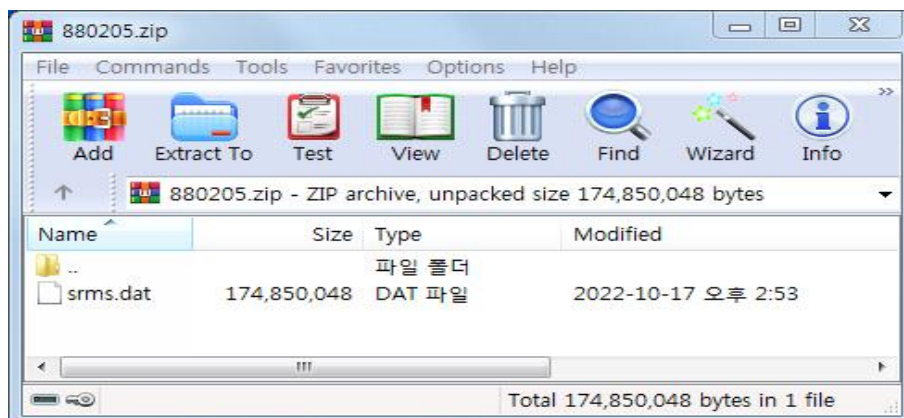 880205.zip
File Commands Tools Favorites Options Help
Add Extract To Test View Delete Find Wizard Info
880205.zip - ZIP archive, unpacked size 174,850,048 bytes
Name Size Type Modified
.. 파일 폴더
srms.dat 174,850,048 DAT 파일 2022-10-17 오후 2:53
Total 174,850,048 bytes in 1 file